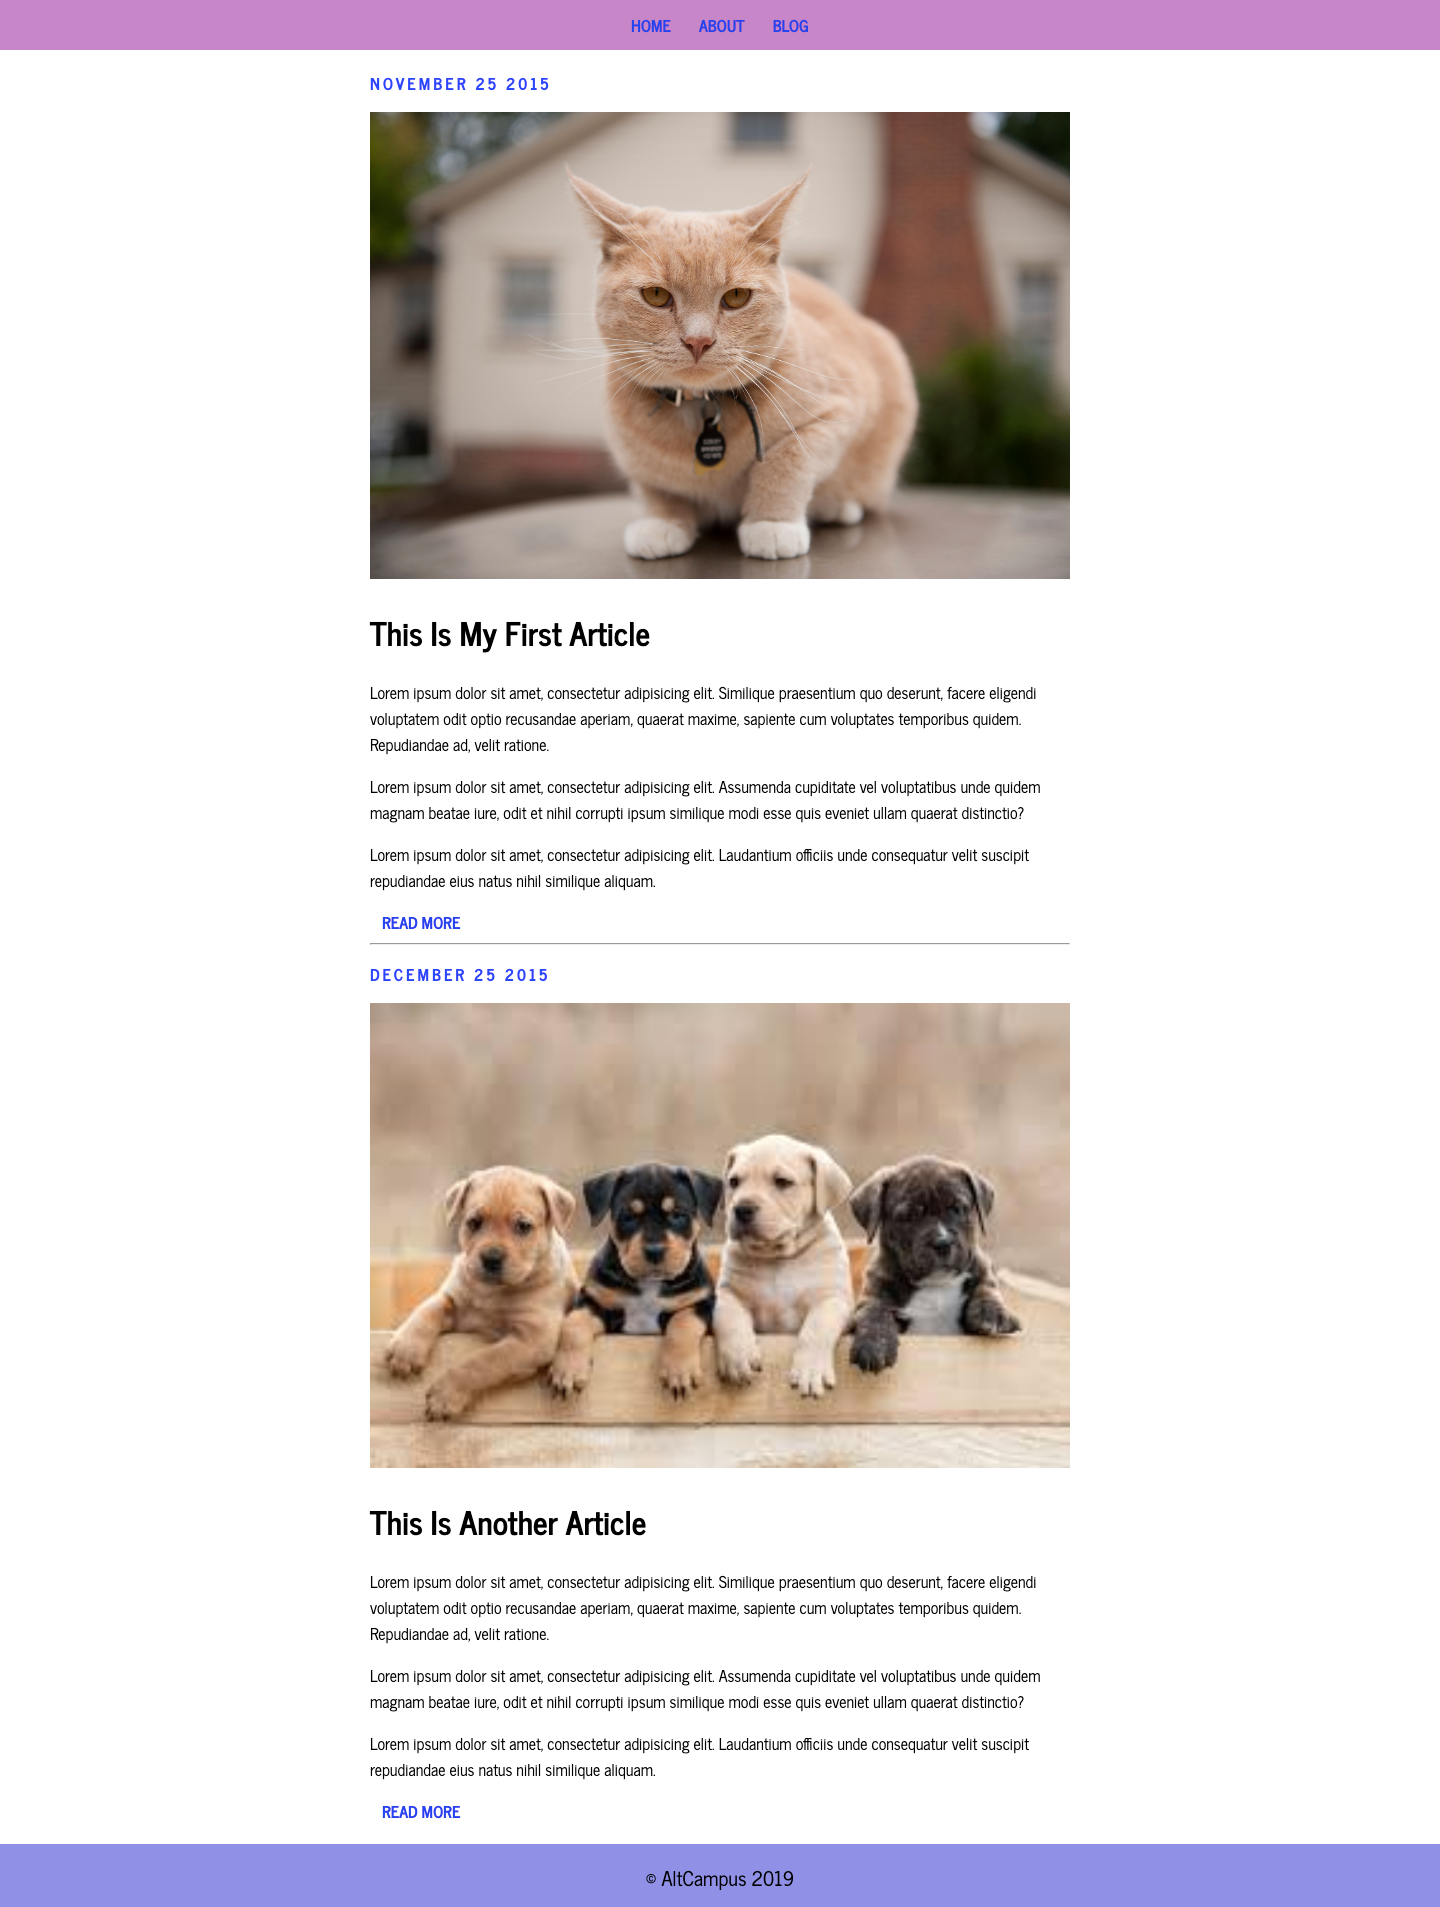 HOME ABOUT BLOG
NOVEMBER 25 2015
This Is My First Article
Lorem ipsum dolor sit amet, consectetur adipisicing elit. Similique praesentium quo deserunt, facere eligendi
voluptatem odit optio recusandae aperiam, quaerat maxime, sapiente cum voluptates temporibus quidem.
Repudiandae ad, velit ratione.
Lorem ipsum dolor sit amet, consectetur adipisicing elit. Assumenda cupiditate vel voluptatibus unde quidem
magnam beatae iure, odit et nihil corrupti ipsum similique modi esse quis eveniet ullam quaerat distinctio?
Lorem ipsum dolor sit amet, consectetur adipisicing elit. Laudantium officiis unde consequatur velit suscipit
repudiandae eius natus nihil similique aliquam.
READ MORE
DECEMBER 25 2015
This Is Another Article
Lorem ipsum dolor sit amet, consectetur adipisicing elit. Similique praesentium quo deserunt, facere eligendi
voluptatem odit optio recusandae aperiam, quaerat maxime, sapiente cum voluptates temporibus quidem.
Repudiandae ad, velit ratione.
Lorem ipsum dolor sit amet, consectetur adipisicing elit. Assumenda cupiditate vel voluptatibus unde quidem
magnam beatae iure, odit et nihil corrupti ipsum similique modi esse quis eveniet ullam quaerat distinctio?
Lorem ipsum dolor sit amet, consectetur adipisicing elit. Laudantium officiis unde consequatur velit suscipit
repudiandae eius natus nihil similique aliquam.
READ MORE
© AltCampus 2019